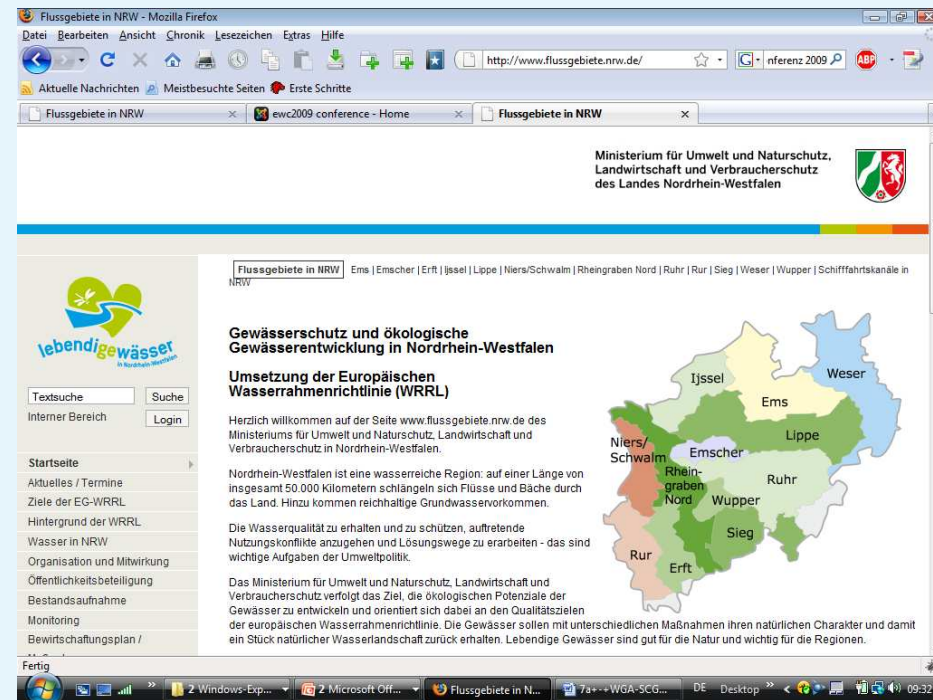 Flussgebiete in NRW - Mozilla Firefox
Datei Bearbeiten Ansicht Chronik Lesezeichen Extras Hilfe
http://www.flussgebiete.nrw.de/
G nferenz 2009
ABP
Aktuelle Nachrichten Meistbesuchte Seiten Erste Schritte
Flussgebiete in NRW
ewc2009 conference - Home
Flussgebiete in NRW
Ministerium für Umwelt und Naturschutz,
Landwirtschaft und Verbraucherschutz
des Landes Nordrhein-Westfalen
Flussgebiete in NRW Ems | Emscher | Erft | Ijssel | Lippe | Niers/Schwalm | Rheingraben Nord | Ruhr | Rur | Sieg | Weser | Wupper | Schifffahrtskanäle in
NRW
lebendigewässer
in Nordrhein-Westfalen
Textsuche Suche
Interner Bereich Login
Startseite
Aktuelles / Termine
Ziele der EG-WRRL
Hintergrund der WRRL
Wasser in NRW
Organisation und Mitwirkung
Öffentlichkeitsbeteiligung
Bestandsaufnahme
Monitoring
Bewirtschaftungsplan /
Gewässerschutz und ökologische
Gewässerentwicklung in Nordrhein-Westfalen
Umsetzung der Europäischen
Wasserrahmenrichtlinie (WRRL)
Herzlich willkommen auf der Seite www.flussgebiete.nrw.de des
Ministeriums für Umwelt und Naturschutz, Landwirtschaft und
Verbraucherschutz in Nordrhein-Westfalen.
Nordrhein-Westfalen ist eine wasserreiche Region: auf einer Länge von
insgesamt 50.000 Kilometern schlängeln sich Flüsse und Bäche durch
das Land. Hinzu kommen reichhaltige Grundwasservorkommen.
Die Wasserqualität zu erhalten und zu schützen, auftretende
Nutzungskonflikte anzugehen und Lösungswege zu erarbeiten - das sind
wichtige Aufgaben der Umweltpolitik.
Das Ministerium für Umwelt und Naturschutz, Landwirtschaft und
Verbraucherschutz verfolgt das Ziel, die ökologischen Potenziale der
Gewässer zu entwickeln und orientiert sich dabei an den Qualitätszielen
der europäischen Wasserrahmenrichtlinie. Die Gewässer sollen mit unterschiedlichen Maßnahmen ihren natürlichen Charakter und damit
ein Stück natürlicher Wasserlandschaft zurück erhalten. Lebendige Gewässer sind gut für die Natur und wichtig für die Regionen.
Weser
Ijssel
Ems
Lippe
Niers/
Schwalm
Emscher
Rhein-
graben
Nord
Ruhr
Wupper
Sieg
Rur
Erft
Fertig
2 Windows-Exp... 2 Microsoft Off... Flussgebiete in N... 7a+-+WGA-SCG... DE Desktop 09:32